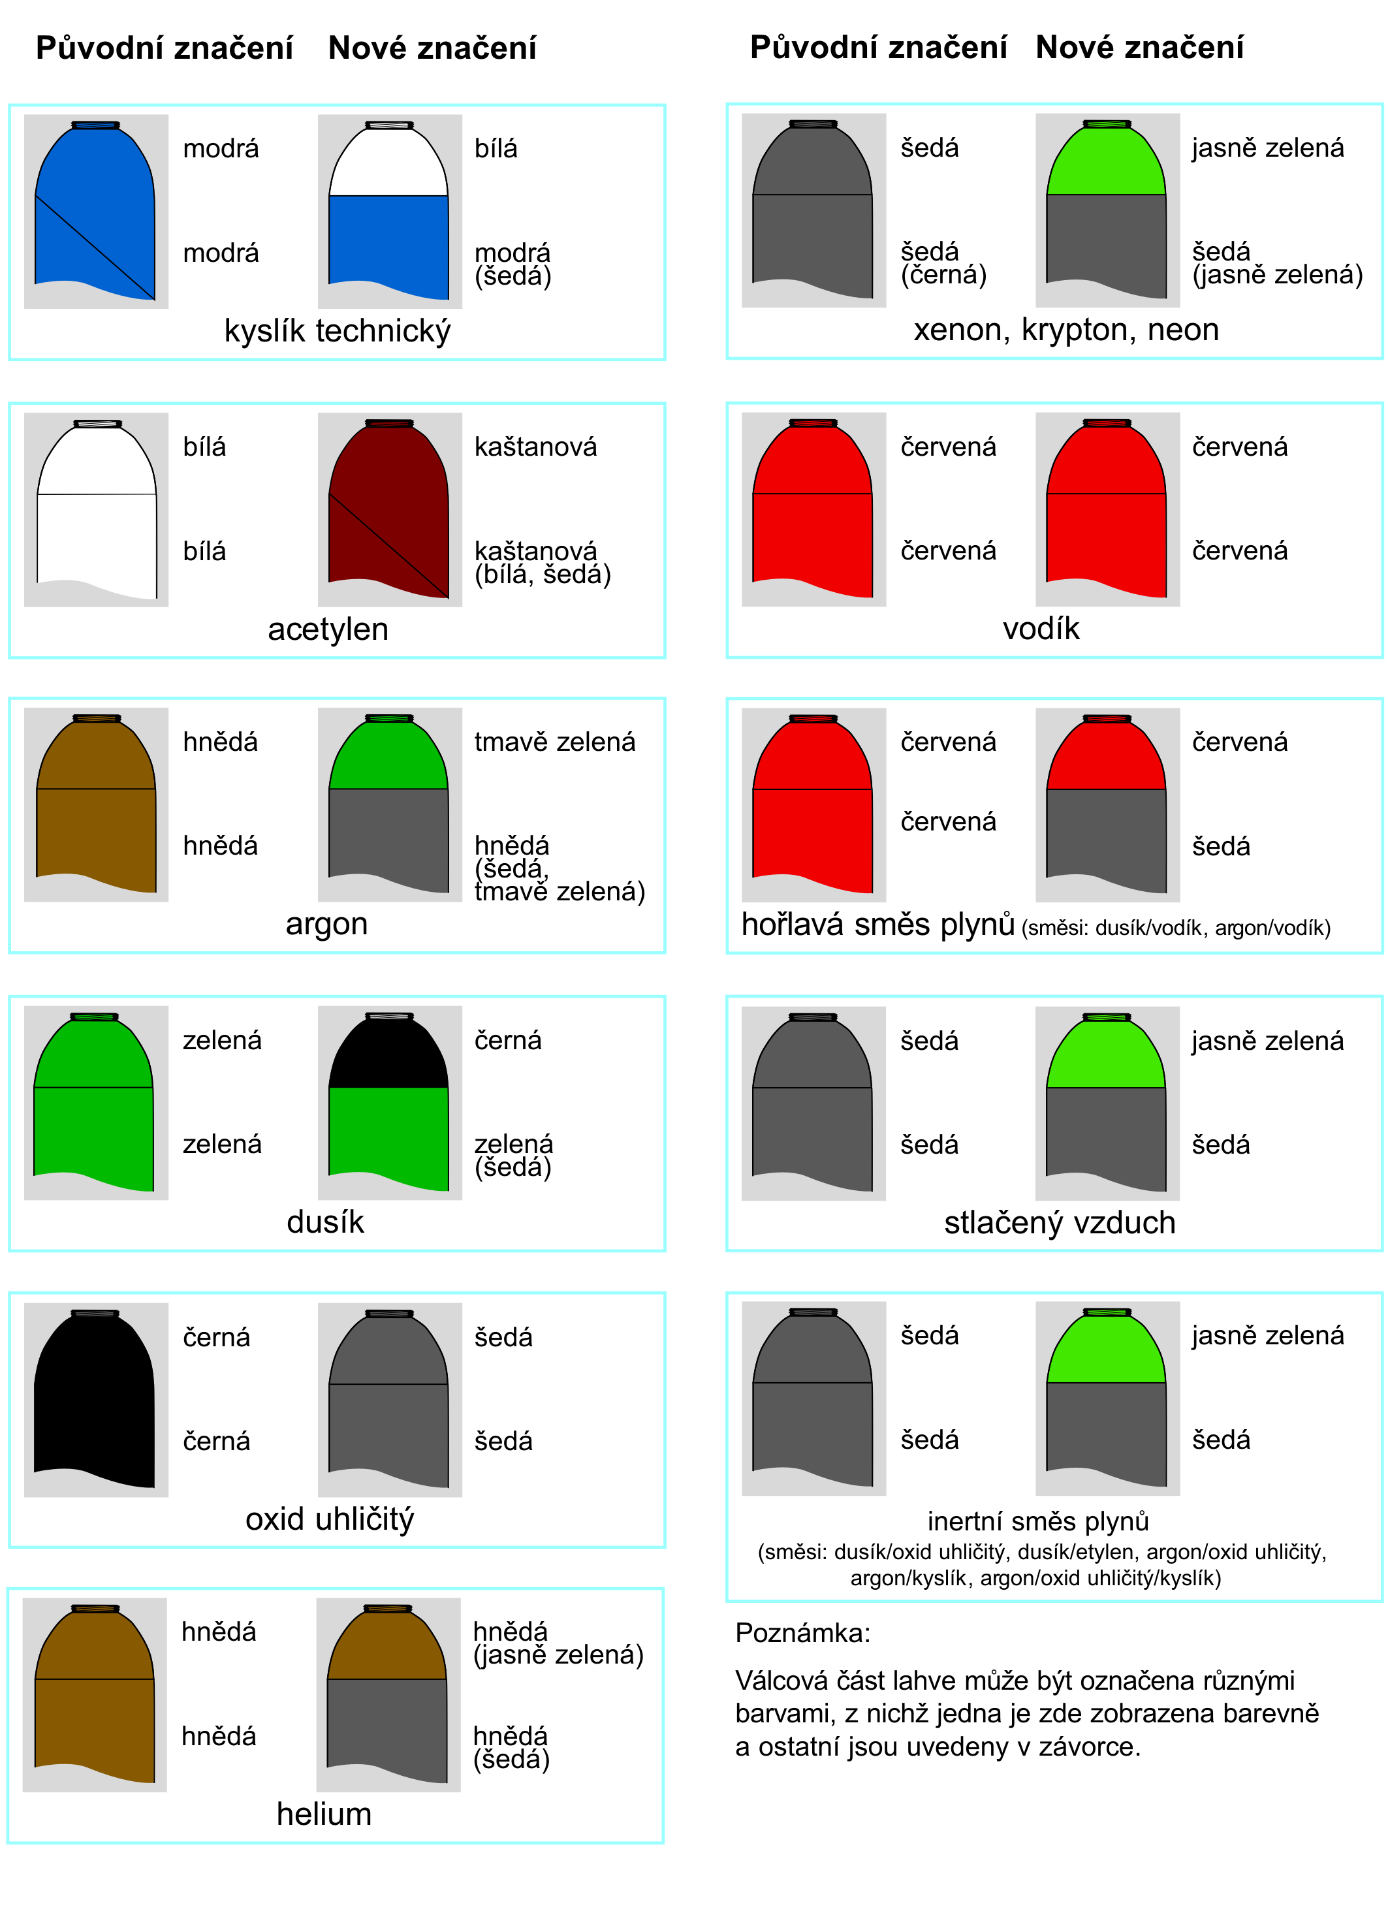 Původní značení
Nové značení
modrá
bílá
modrá
modrá
(šedá)
kyslík technický
bílá
kaštanová
bílá
kaštanová
(bílá, šedá)
acetylen
hnědá
tmavě zelená
hnědá
hnědá
(šedá,
tmavě zelená)
argon
zelená
černá
zelená
zelená
(šedá)
dusík
černá
šedá
černá
šedá
oxid uhličitý
hnědá
hnědá
(jasně zelená)
hnědá
hnědá
(šedá)
helium
Původní značení
Nové značení
šedá
jasně zelená
šedá
(černá)
šedá
(jasně zelená)
xenon, krypton, neon
červená
červená
červená
červená
vodík
červená
červená
červená
šedá
hořlavá směs plynů (směsi: dusík/vodík, argon/vodík)
šedá
jasně zelená
šedá
šedá
stlačený vzduch
šedá
jasně zelená
šedá
šedá
inertní směs plynů
(směsi: dusík/oxid uhličitý, dusík/etylen, argon/oxid uhličitý,
argon/kyslík, argon/oxid uhličitý/kyslík)
Poznámka:
Válcová část lahve může být označena různými
barvami, z nichž jedna je zde zobrazena barevně
a ostatní jsou uvedeny v závorce.